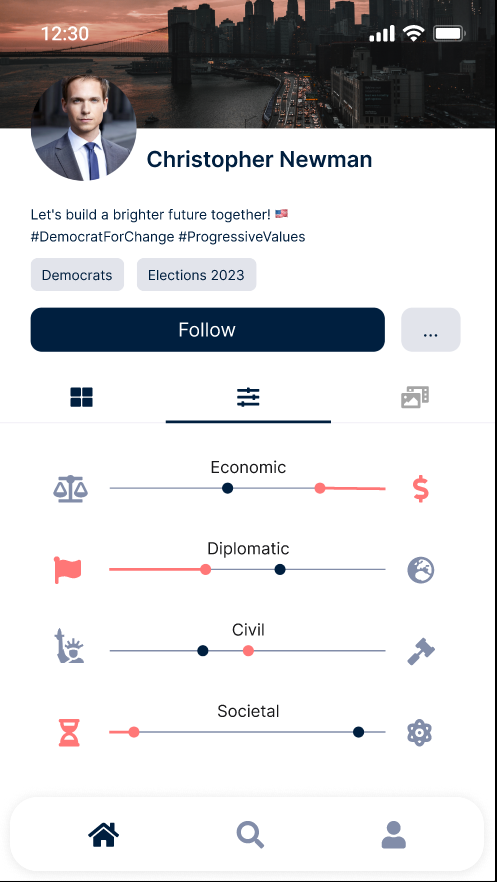 12:30
Christopher Newman
Let's build a brighter future together! 🇺🇸
#DemocratForChange #ProgressiveValues
Democrats Elections 2023
Follow ...
Economic
$
Diplomatic
Civil
Societal